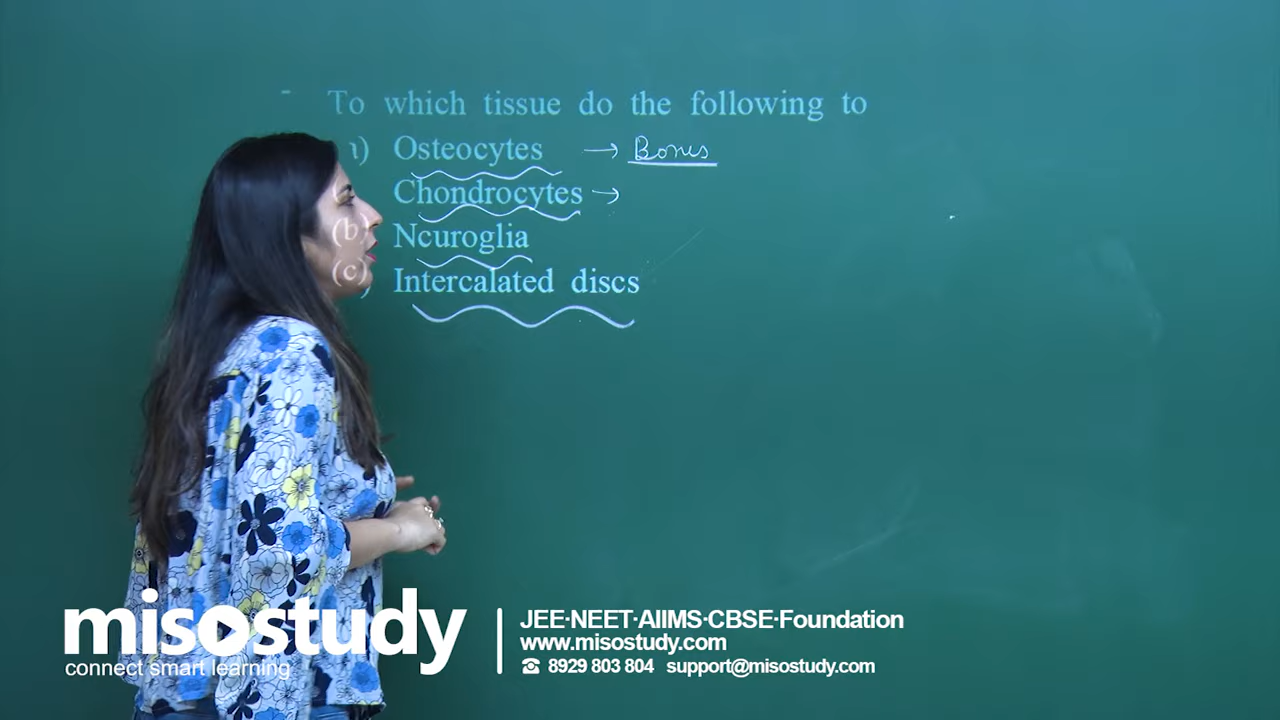 To which tissue do the following to
a) Osteocytes → Bones
Chondrocytes →
(b Ncuroglia
(c) Intercalated discs
misostudy
connect smart learning
JEE·NEET·AIIMS·CBSE·Foundation
www.misostudy.com
8929 803 804 support@misostudy.com